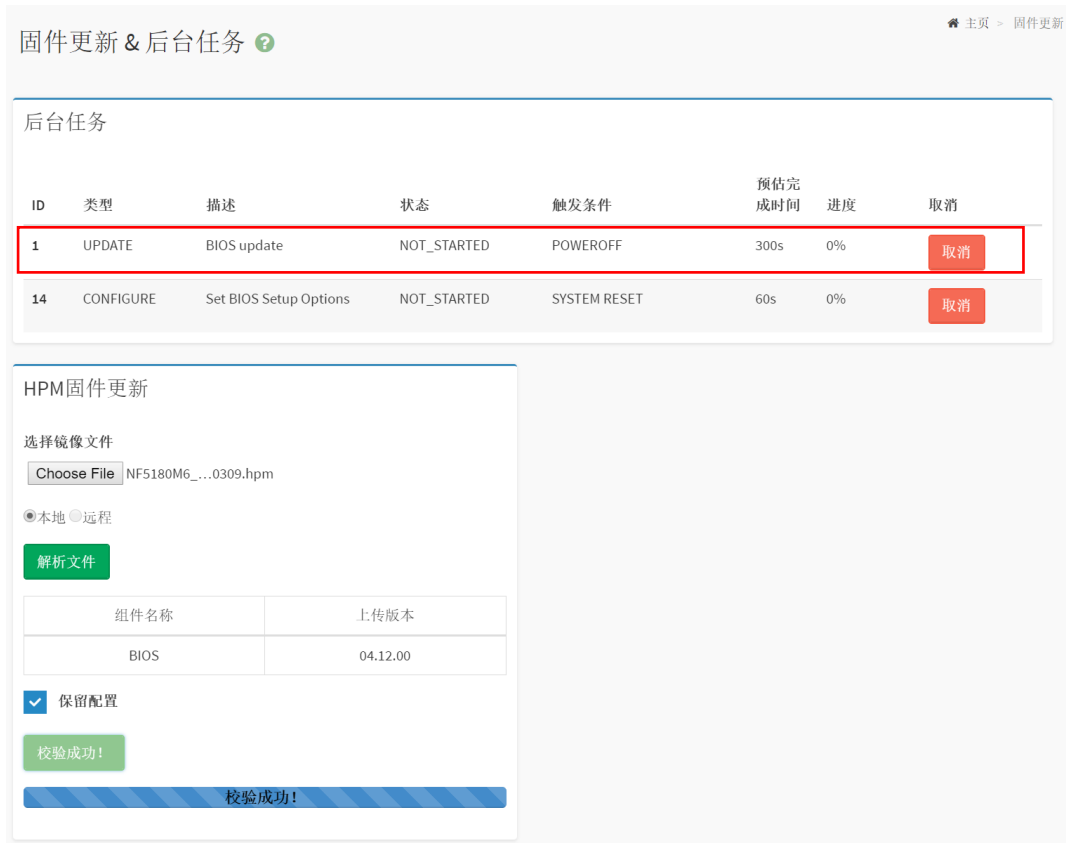 主页 > 固件更新
固件更新 & 后台任务 ?
后台任务
ID 类型 描述 状态 触发条件 预估完成时间 进度 取消
1 UPDATE BIOS update NOT_STARTED POWEROFF 300s 0% 取消
14 CONFIGURE Set BIOS Setup Options NOT_STARTED SYSTEM RESET 60s 0% 取消
HPM固件更新
选择镜像文件
Choose File NF5180M6_...0309.hpm
本地 远程
解析文件
组件名称 上传版本
BIOS 04.12.00
保留配置
校验成功!
校验成功!